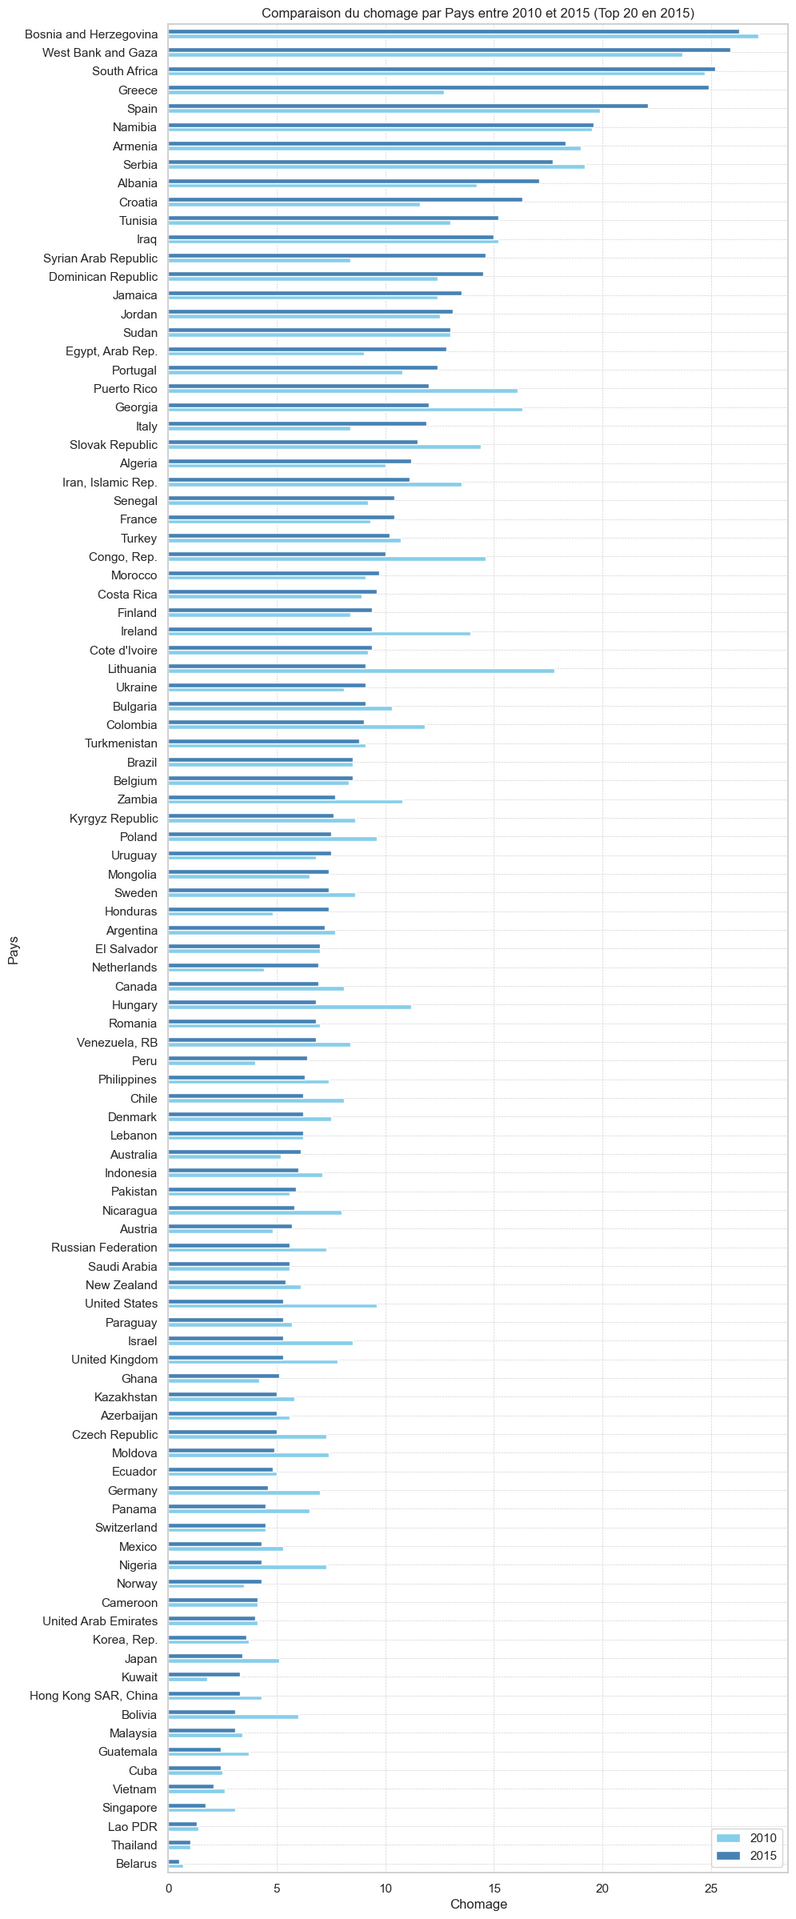 Comparaison du chomage par Pays entre 2010 et 2015 (Top 20 en 2015)
Bosnia and Herzegovina
West Bank and Gaza
South Africa
Greece
Spain
Namibia
Armenia
Serbia
Albania
Croatia
Tunisia
Iraq
Syrian Arab Republic
Dominican Republic
Jamaica
Jordan
Sudan
Egypt, Arab Rep.
Portugal
Puerto Rico
Georgia
Italy
Slovak Republic
Algeria
Iran, Islamic Rep.
Senegal
France
Turkey
Congo, Rep.
Morocco
Costa Rica
Finland
Ireland
Cote d'Ivoire
Lithuania
Ukraine
Bulgaria
Colombia
Turkmenistan
Brazil
Belgium
Zambia
Kyrgyz Republic
Poland
Uruguay
Mongolia
Sweden
Honduras
Argentina
El Salvador
Pays
Netherlands
Canada
Hungary
Romania
Venezuela, RB
Peru
Philippines
Chile
Denmark
Lebanon
Australia
Indonesia
Pakistan
Nicaragua
Austria
Russian Federation
Saudi Arabia
New Zealand
United States
Paraguay
Israel
United Kingdom
Ghana
Kazakhstan
Azerbaijan
Czech Republic
Moldova
Ecuador
Germany
Panama
Switzerland
Mexico
Nigeria
Norway
Cameroon
United Arab Emirates
Korea, Rep.
Japan
Kuwait
Hong Kong SAR, China
Bolivia
Malaysia
Guatemala
Cuba
Vietnam
Singapore
Lao PDR
Thailand
Belarus
2010
2015
0 5 10 15 20 25
Chomage